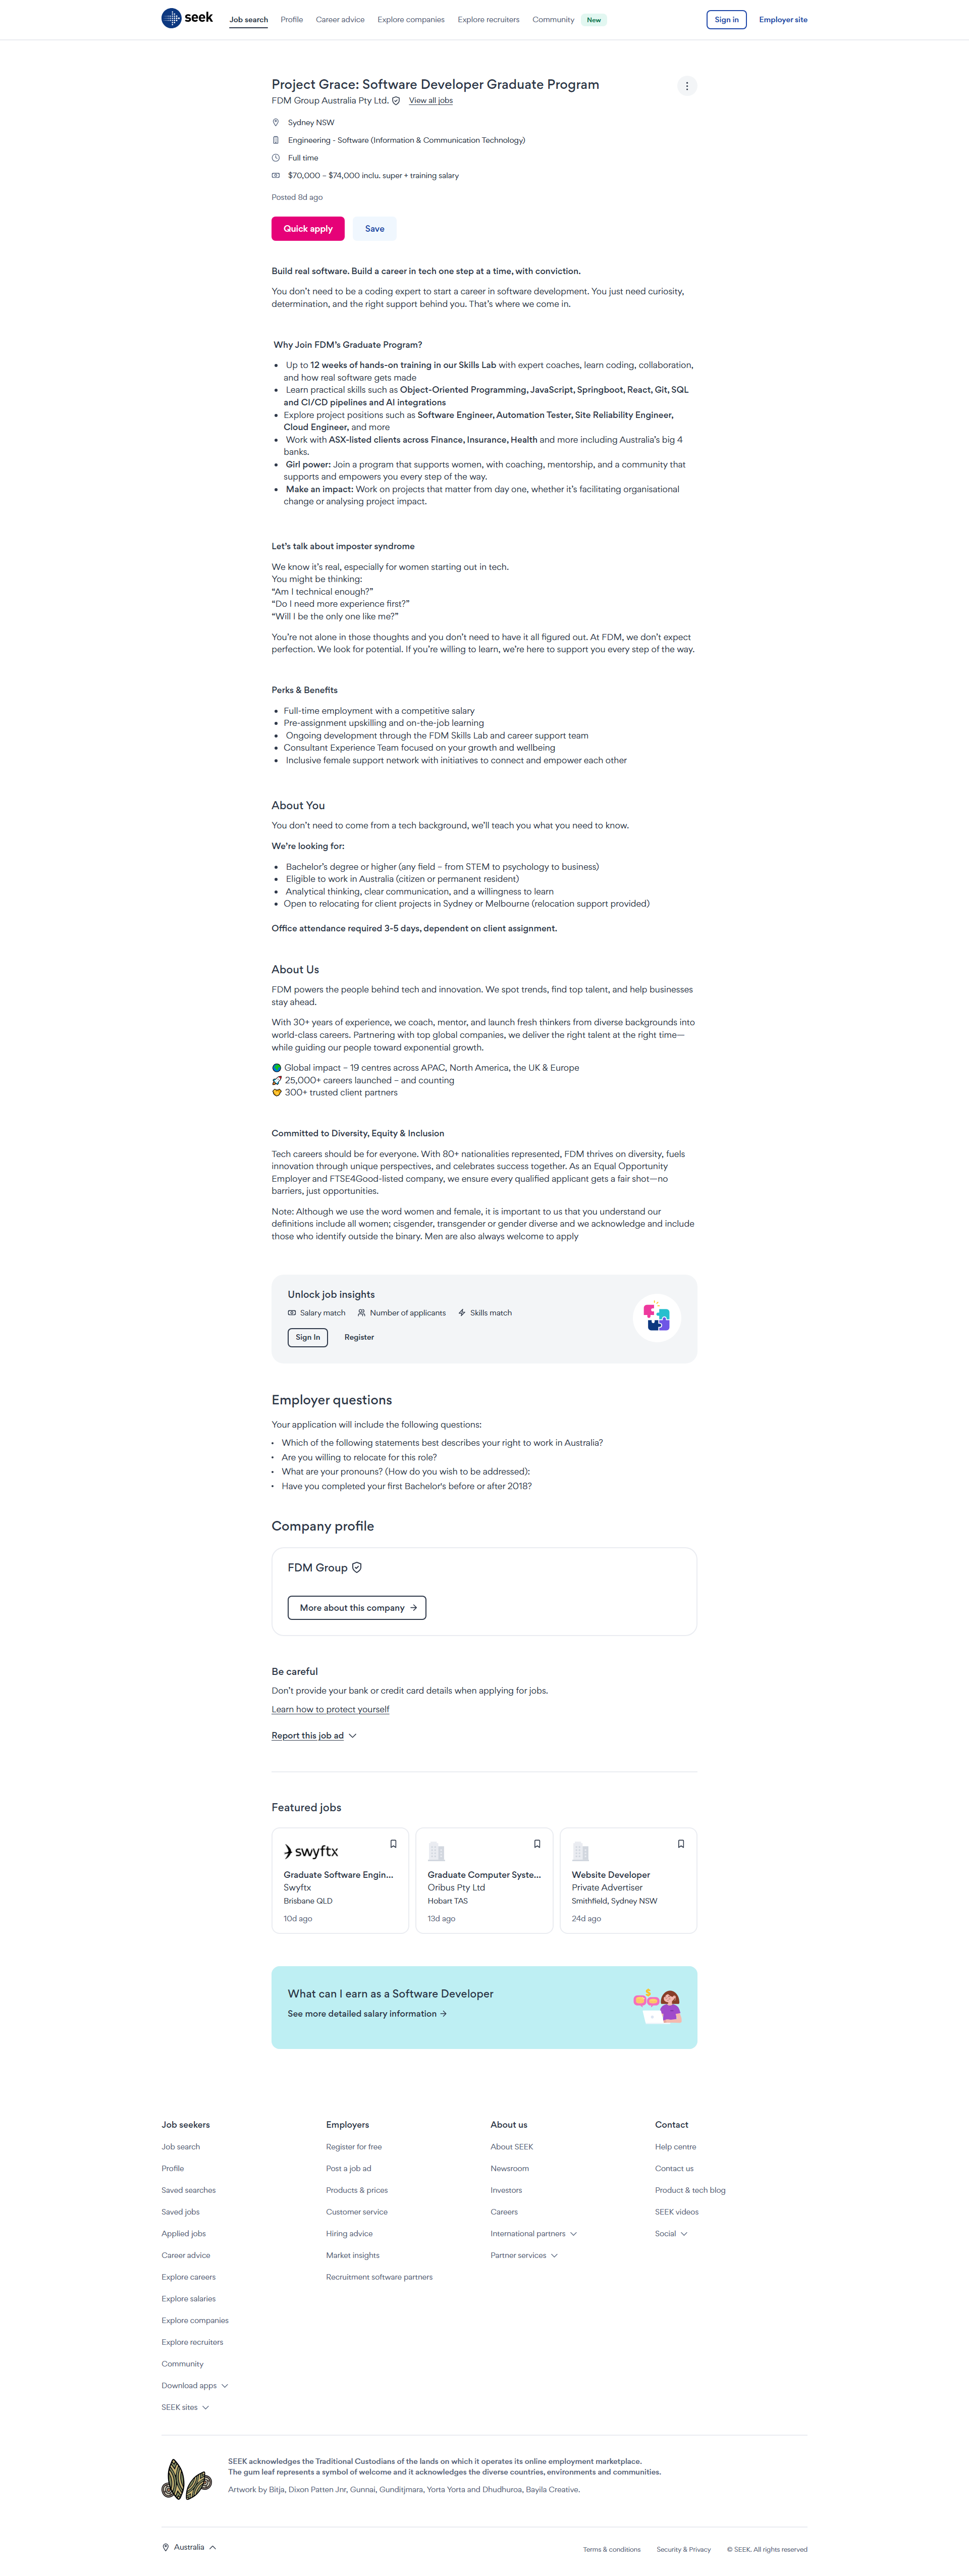 seek
Job search
Profile
Career advice
Explore companies
Explore recruiters
Community
New
Sign in
Employer site
Project Grace: Software Developer Graduate Program
FDM Group Australia Pty Ltd.
View all jobs
Sydney NSW
Engineering - Software (Information & Communication Technology)
Full time
$70,000 – $74,000 inclu. super + training salary
Posted 8d ago
Quick apply
Save
Build real software. Build a career in tech one step at a time, with conviction.
You don’t need to be a coding expert to start a career in software development. You just need curiosity,
determination, and the right support behind you. That’s where we come in.
Why Join FDM’s Graduate Program?
• Up to 12 weeks of hands-on training in our Skills Lab with expert coaches, learn coding, collaboration,
and how real software gets made
• Learn practical skills such as Object-Oriented Programming, JavaScript, Springboot, React, Git, SQL
and CI/CD pipelines and AI integrations
• Explore project positions such as Software Engineer, Automation Tester, Site Reliability Engineer,
Cloud Engineer, and more
• Work with ASX-listed clients across Finance, Insurance, Health and more including Australia’s big 4
banks.
• Girl power: Join a program that supports women, with coaching, mentorship, and a community that
supports and empowers you every step of the way.
• Make an impact: Work on projects that matter from day one, whether it’s facilitating organisational
change or analysing project impact.
Let’s talk about imposter syndrome
We know it’s real, especially for women starting out in tech.
You might be thinking:
“Am I technical enough?”
“Do I need more experience first?”
“Will I be the only one like me?”
You’re not alone in those thoughts and you don’t need to have it all figured out. At FDM, we don’t expect
perfection. We look for potential. If you’re willing to learn, we’re here to support you every step of the way.
Perks & Benefits
• Full-time employment with a competitive salary
• Pre-assignment upskilling and on-the-job learning
• Ongoing development through the FDM Skills Lab and career support team
• Consultant Experience Team focused on your growth and wellbeing
• Inclusive female support network with initiatives to connect and empower each other
About You
You don’t need to come from a tech background, we’ll teach you what you need to know.
We’re looking for:
• Bachelor’s degree or higher (any field – from STEM to psychology to business)
• Eligible to work in Australia (citizen or permanent resident)
• Analytical thinking, clear communication, and a willingness to learn
• Open to relocating for client projects in Sydney or Melbourne (relocation support provided)
Office attendance required 3-5 days, dependent on client assignment.
About Us
FDM powers the people behind tech and innovation. We spot trends, find top talent, and help businesses
stay ahead.
With 30+ years of experience, we coach, mentor, and launch fresh thinkers from diverse backgrounds into
world-class careers. Partnering with top global companies, we deliver the right talent at the right time—
while guiding our people toward exponential growth.
🌍 Global impact – 19 centres across APAC, North America, the UK & Europe
🚀 25,000+ careers launched – and counting
🤝 300+ trusted client partners
Committed to Diversity, Equity & Inclusion
Tech careers should be for everyone. With 80+ nationalities represented, FDM thrives on diversity, fuels
innovation through unique perspectives, and celebrates success together. As an Equal Opportunity
Employer and FTSE4Good-listed company, we ensure every qualified applicant gets a fair shot—no
barriers, just opportunities.
Note: Although we use the word women and female, it is important to us that you understand our
definitions include all women; cisgender, transgender or gender diverse and we acknowledge and include
those who identify outside the binary. Men are also always welcome to apply
Unlock job insights
Salary match
Number of applicants
Skills match
Sign In
Register
Employer questions
Your application will include the following questions:
• Which of the following statements best describes your right to work in Australia?
• Are you willing to relocate for this role?
• What are your pronouns? (How do you wish to be addressed):
• Have you completed your first Bachelor's before or after 2018?
Company profile
FDM Group
More about this company
Be careful
Don’t provide your bank or credit card details when applying for jobs.
Learn how to protect yourself
Report this job ad
Featured jobs
swyftx
Graduate Software Engin...
Swyftx
Brisbane QLD
10d ago
Graduate Computer Syste...
Oribus Pty Ltd
Hobart TAS
13d ago
Website Developer
Private Advertiser
Smithfield, Sydney NSW
24d ago
What can I earn as a Software Developer
See more detailed salary information
Job seekers
Job search
Profile
Saved searches
Saved jobs
Applied jobs
Career advice
Explore careers
Explore salaries
Explore companies
Explore recruiters
Community
Download apps
SEEK sites
Employers
Register for free
Post a job ad
Products & prices
Customer service
Hiring advice
Market insights
Recruitment software partners
About us
About SEEK
Newsroom
Investors
Careers
International partners
Partner services
Contact
Help centre
Contact us
Product & tech blog
SEEK videos
Social
SEEK acknowledges the Traditional Custodians of the lands on which it operates its online employment marketplace.
The gum leaf represents a symbol of welcome and it acknowledges the diverse countries, environments and communities.
Artwork by Bitja, Dixon Patten Jnr, Gunnai, Gunditjmara, Yorta Yorta and Dhudhuroa, Bayila Creative.
Australia
Terms & conditions
Security & Privacy
© SEEK. All rights reserved